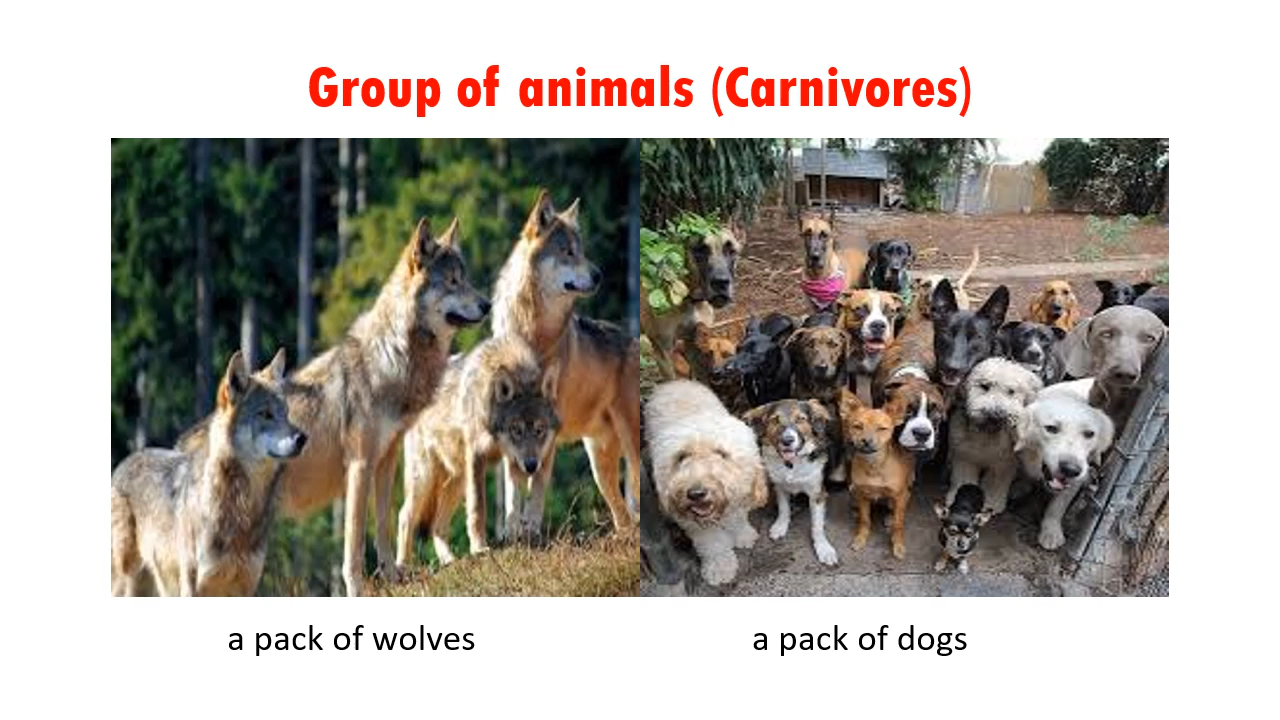 Group of animals (Carnivores)
a pack of wolves
a pack of dogs